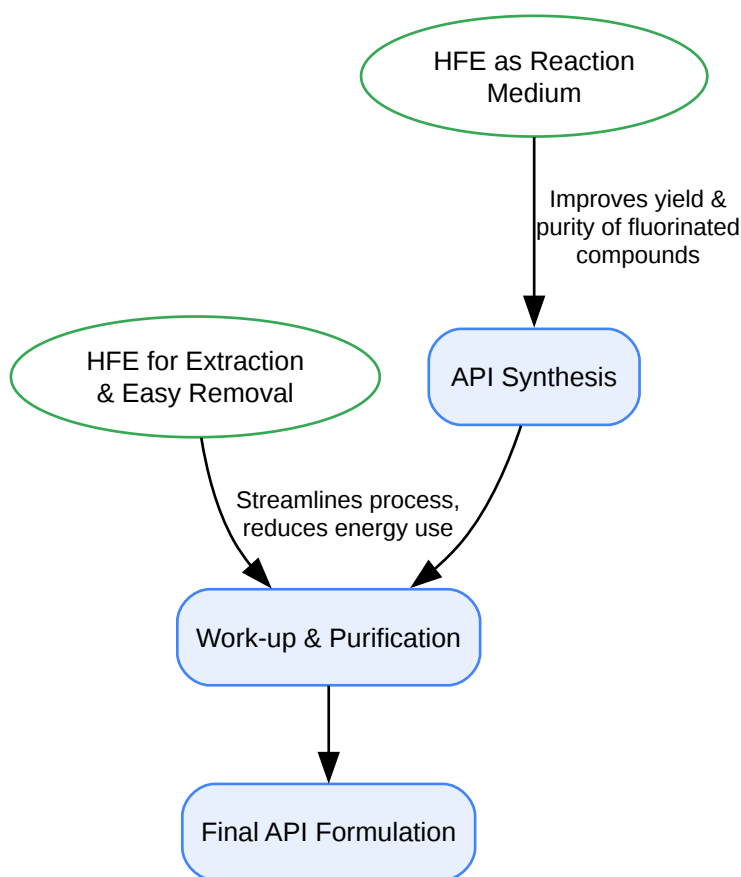 HFE as Reaction
Medium
Improves yield &
purity of fluorinated
compounds
HFE for Extraction
& Easy Removal
API Synthesis
Streamlines process,
reduces energy use
Work-up & Purification
Final API Formulation